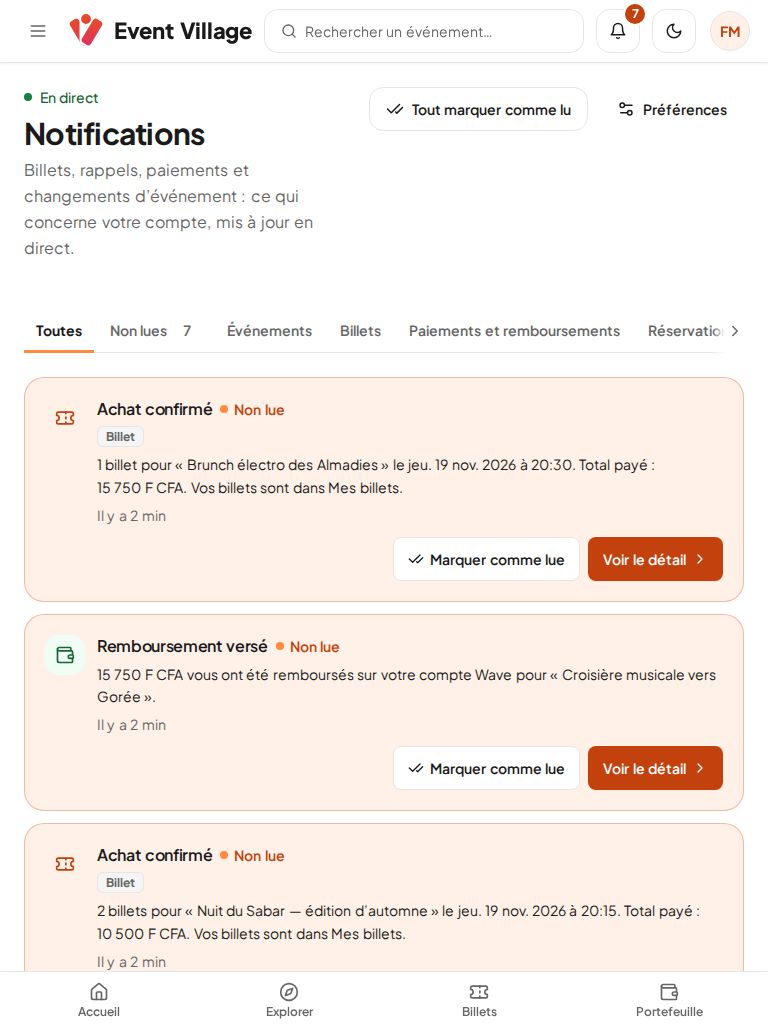 Event Village
Rechercher un événement…
7
FM
En direct
Notifications
Billets, rappels, paiements et
changements d’événement : ce qui
concerne votre compte, mis à jour en
direct.
Tout marquer comme lu
Préférences
Toutes
Non lues 7
Événements
Billets
Paiements et remboursements
Réservatio
Achat confirmé
Non lue
Billet
1 billet pour « Brunch électro des Almadies » le jeu. 19 nov. 2026 à 20:30. Total payé :
15 750 F CFA. Vos billets sont dans Mes billets.
Il y a 2 min
Marquer comme lue
Voir le détail
Remboursement versé
Non lue
15 750 F CFA vous ont été remboursés sur votre compte Wave pour « Croisière musicale vers
Gorée ».
Il y a 2 min
Marquer comme lue
Voir le détail
Achat confirmé
Non lue
Billet
2 billets pour « Nuit du Sabar — édition d’automne » le jeu. 19 nov. 2026 à 20:15. Total payé :
10 500 F CFA. Vos billets sont dans Mes billets.
Il y a 2 min
Accueil
Explorer
Billets
Portefeuille